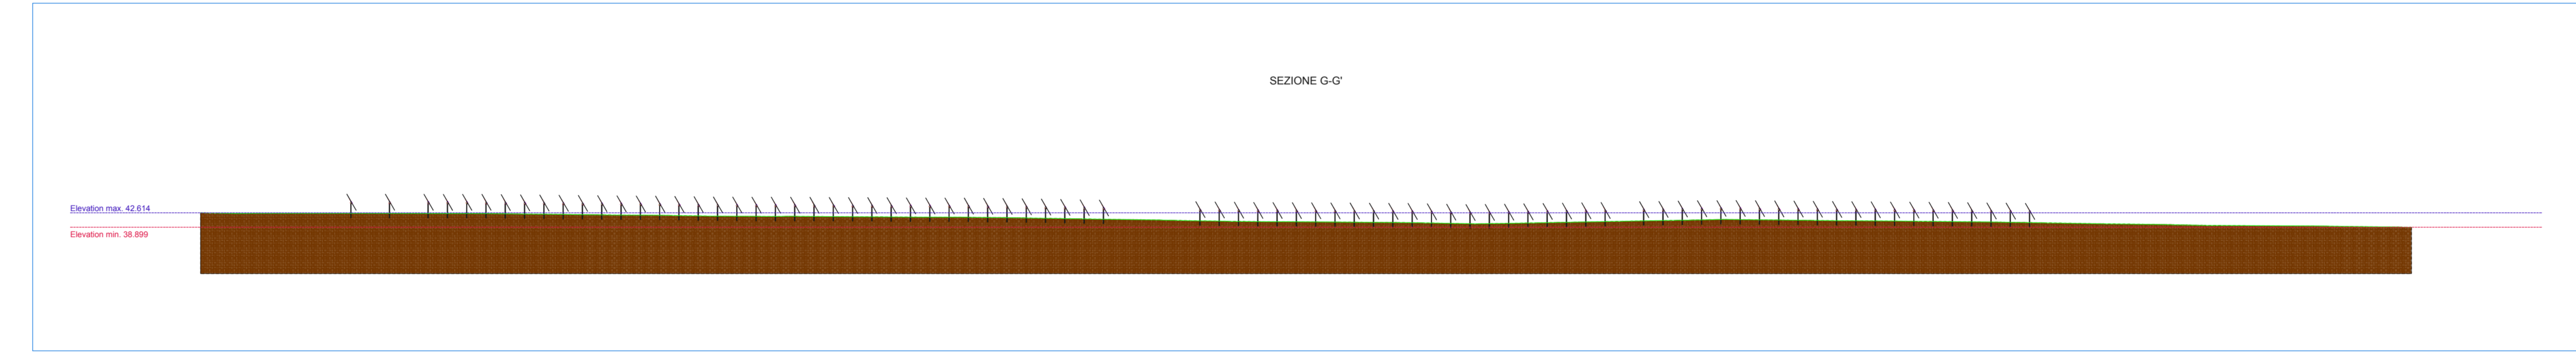 SEZIONE G-G'
Elevation max. 42.614
Elevation min. 38.899